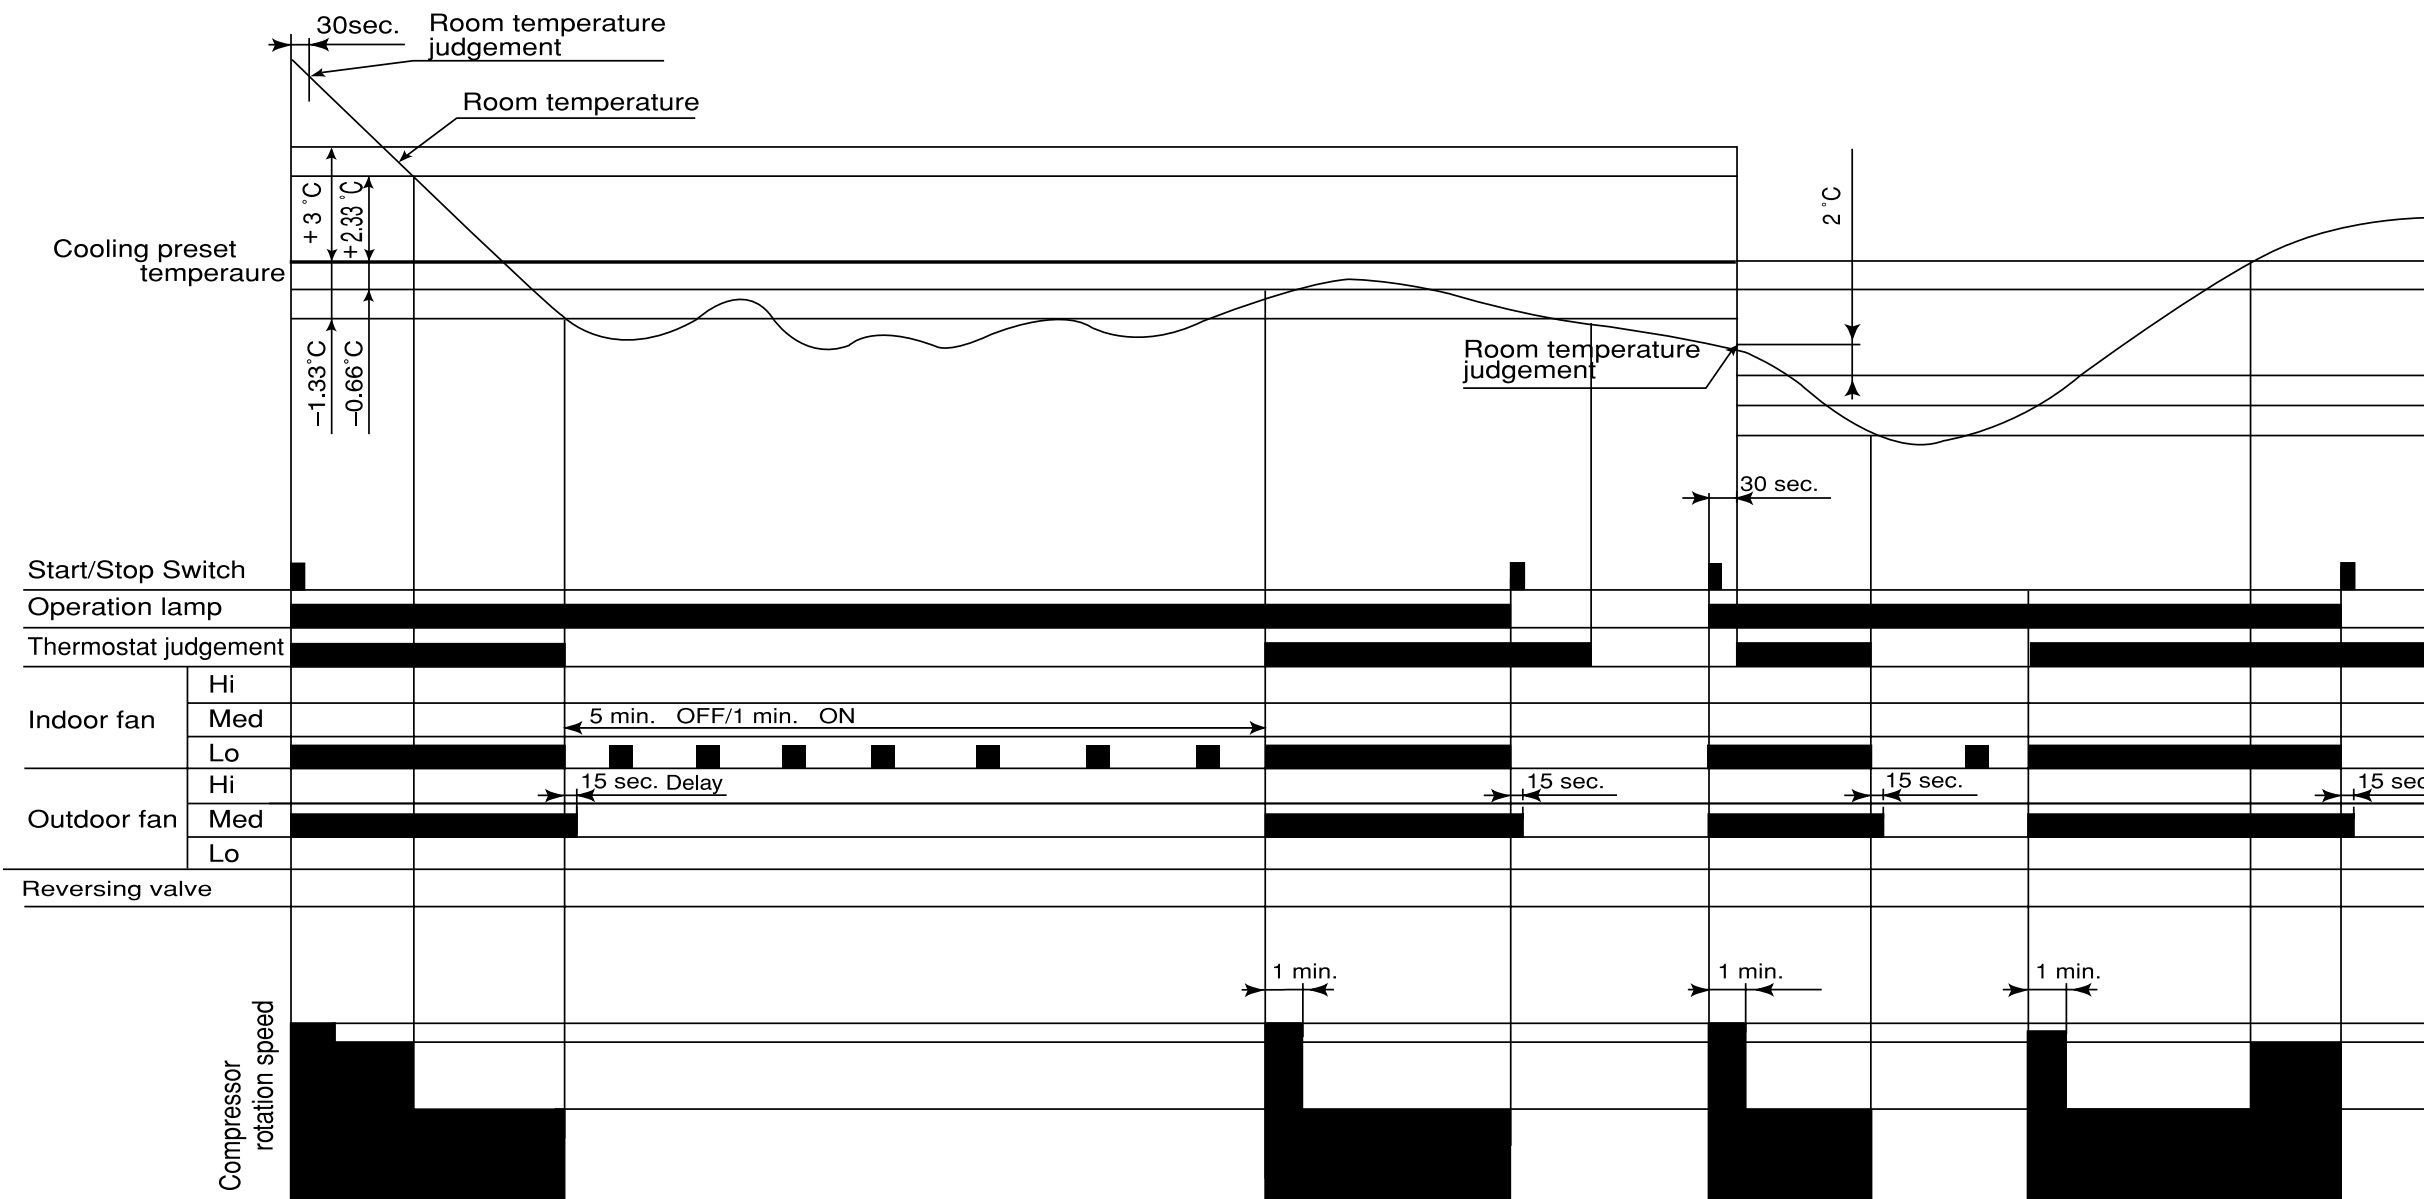 30sec.
Room temperature
judgement
Room temperature
+ 3 ˚C
+ 2.33 ˚C
2 ˚C
Cooling preset
temperaure
−1.33˚C
−0.66˚C
Room temperature
judgement
30 sec.
Start/Stop Switch
Operation lamp
Thermostat judgement
Indoor fan
Hi
Med
5 min. OFF/1 min. ON
Lo
Outdoor fan
Hi
15 sec. Delay
15 sec.
15 sec.
15 sec
Med
Lo
Reversing valve
1 min.
1 min.
1 min.
Compressor
rotation speed